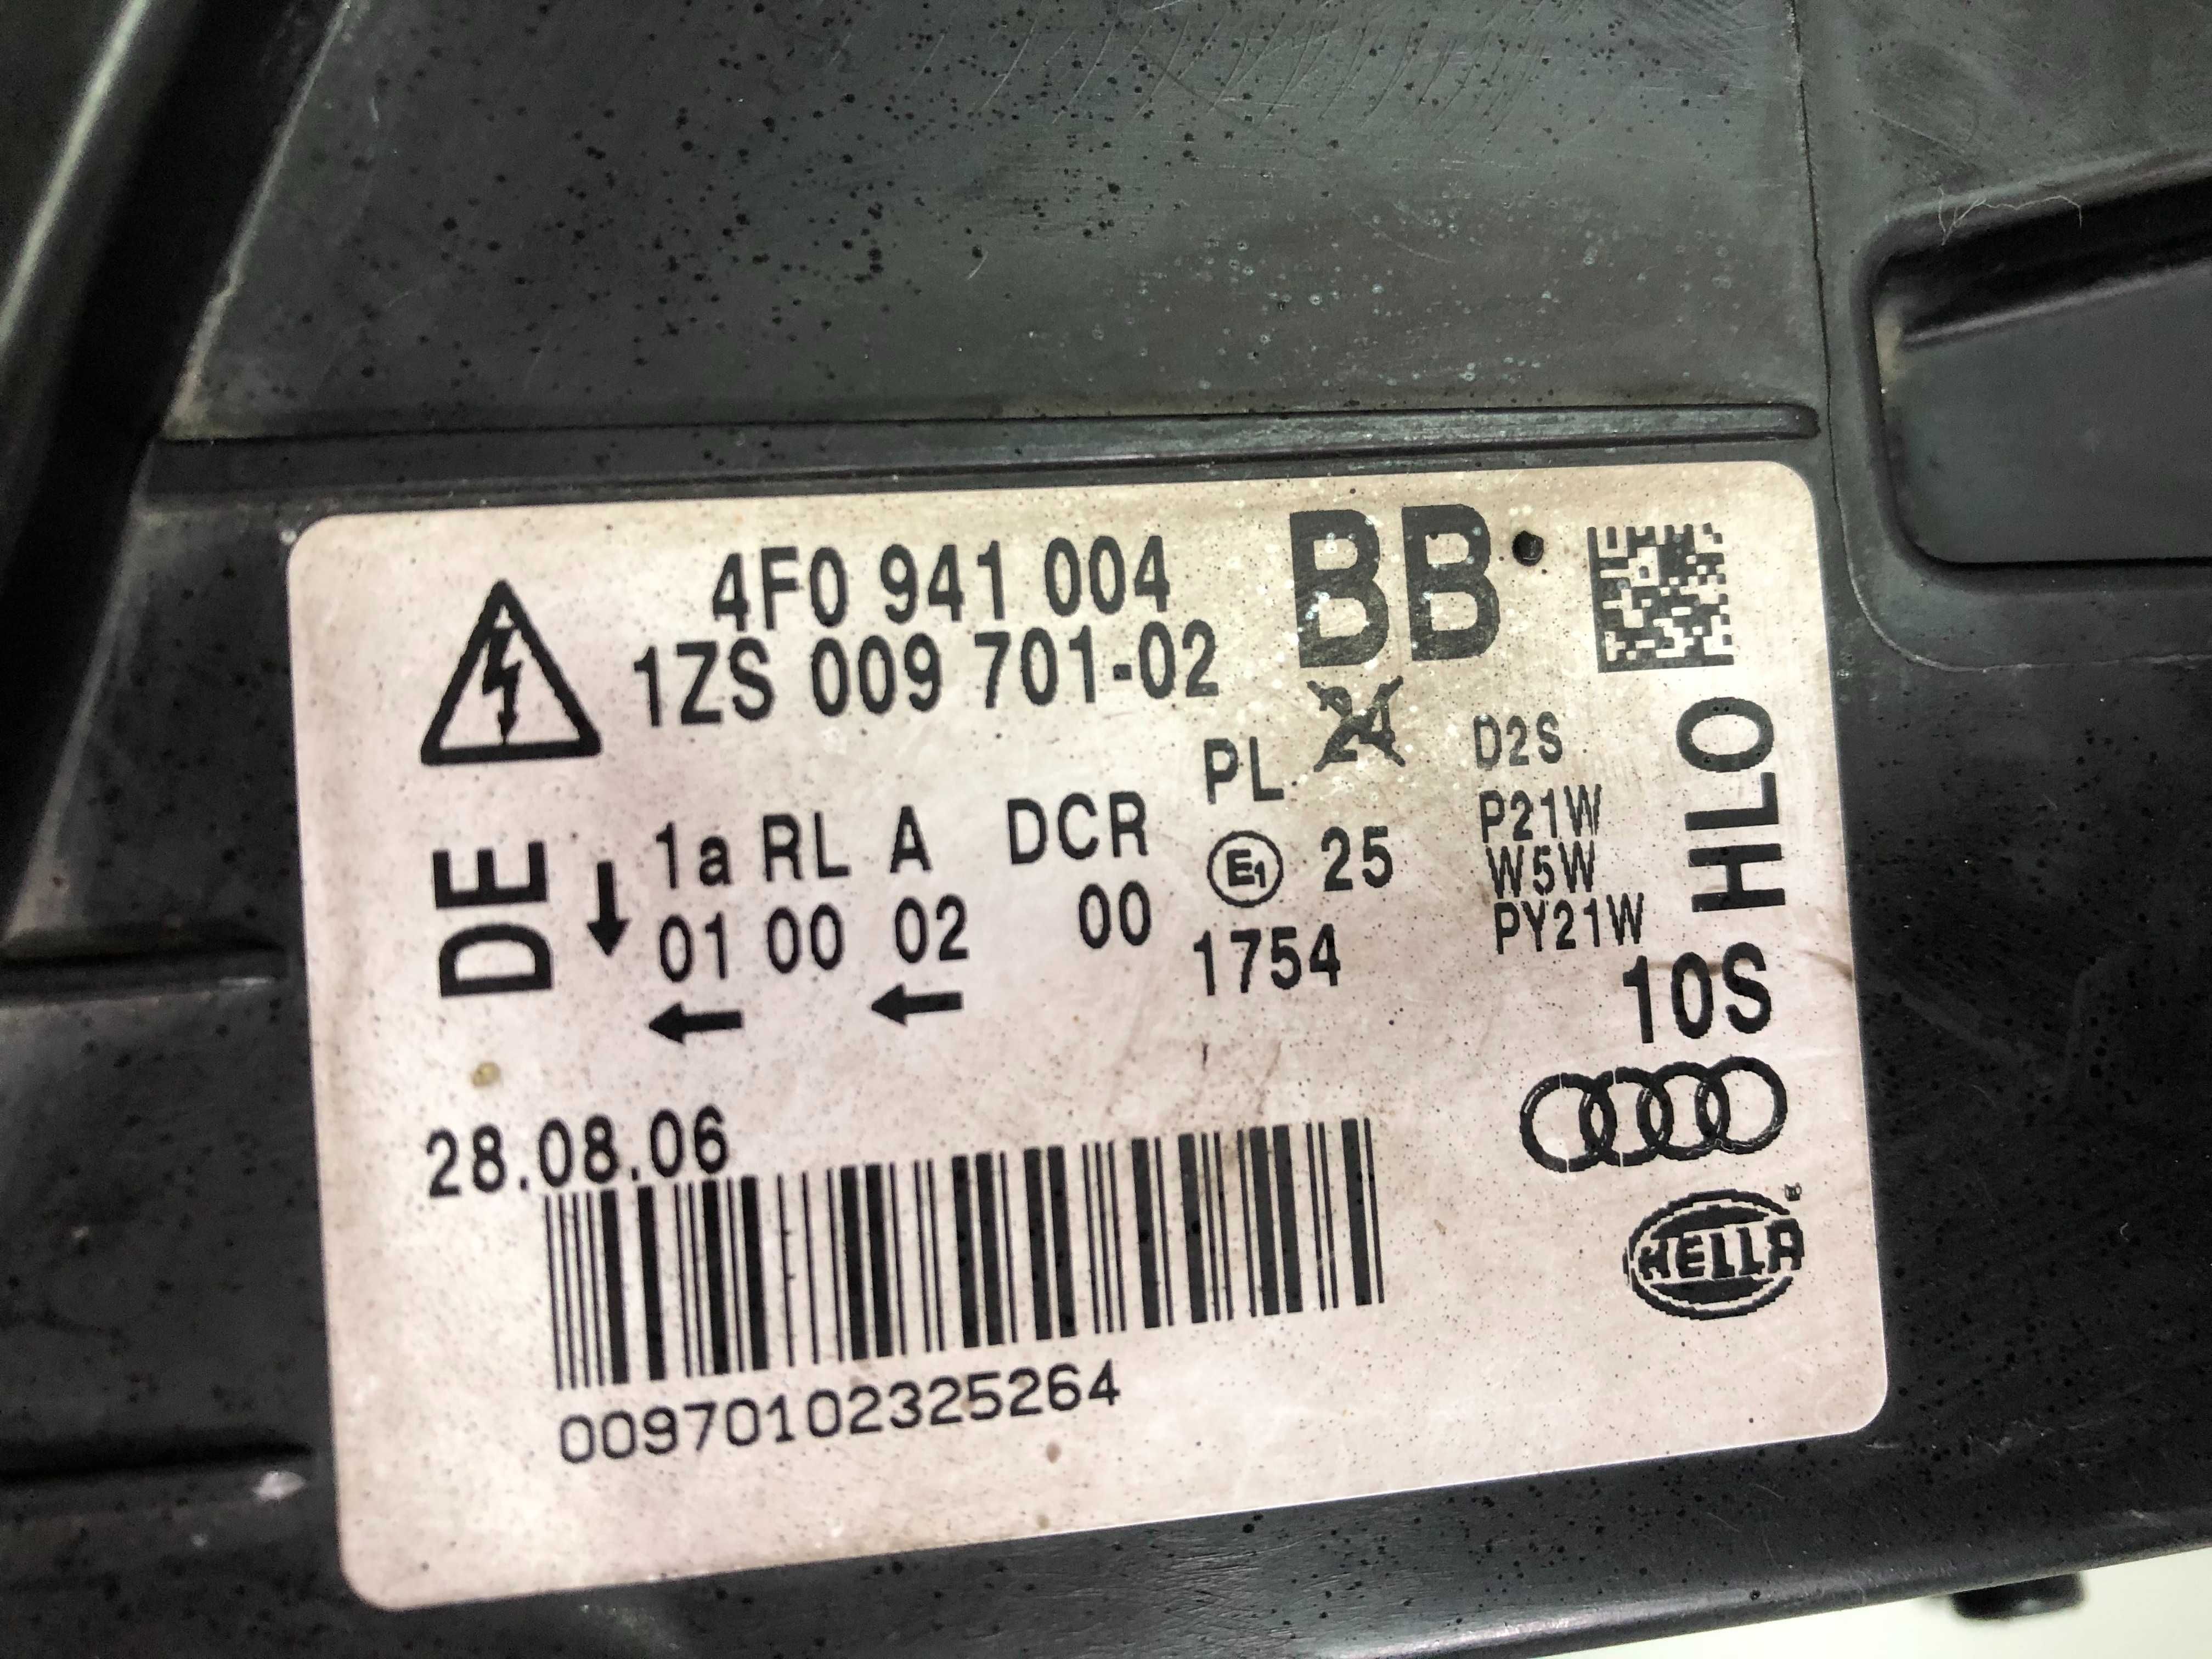 4F0 941 004 BB
1ZS 009 701-02
24
DE
1a RL A DCR PL
01 00 02 00
E1 25
1754
D2S
P21W
W5W
PY21W
HLO
10S
28.08.06
00970102325264
HELLA